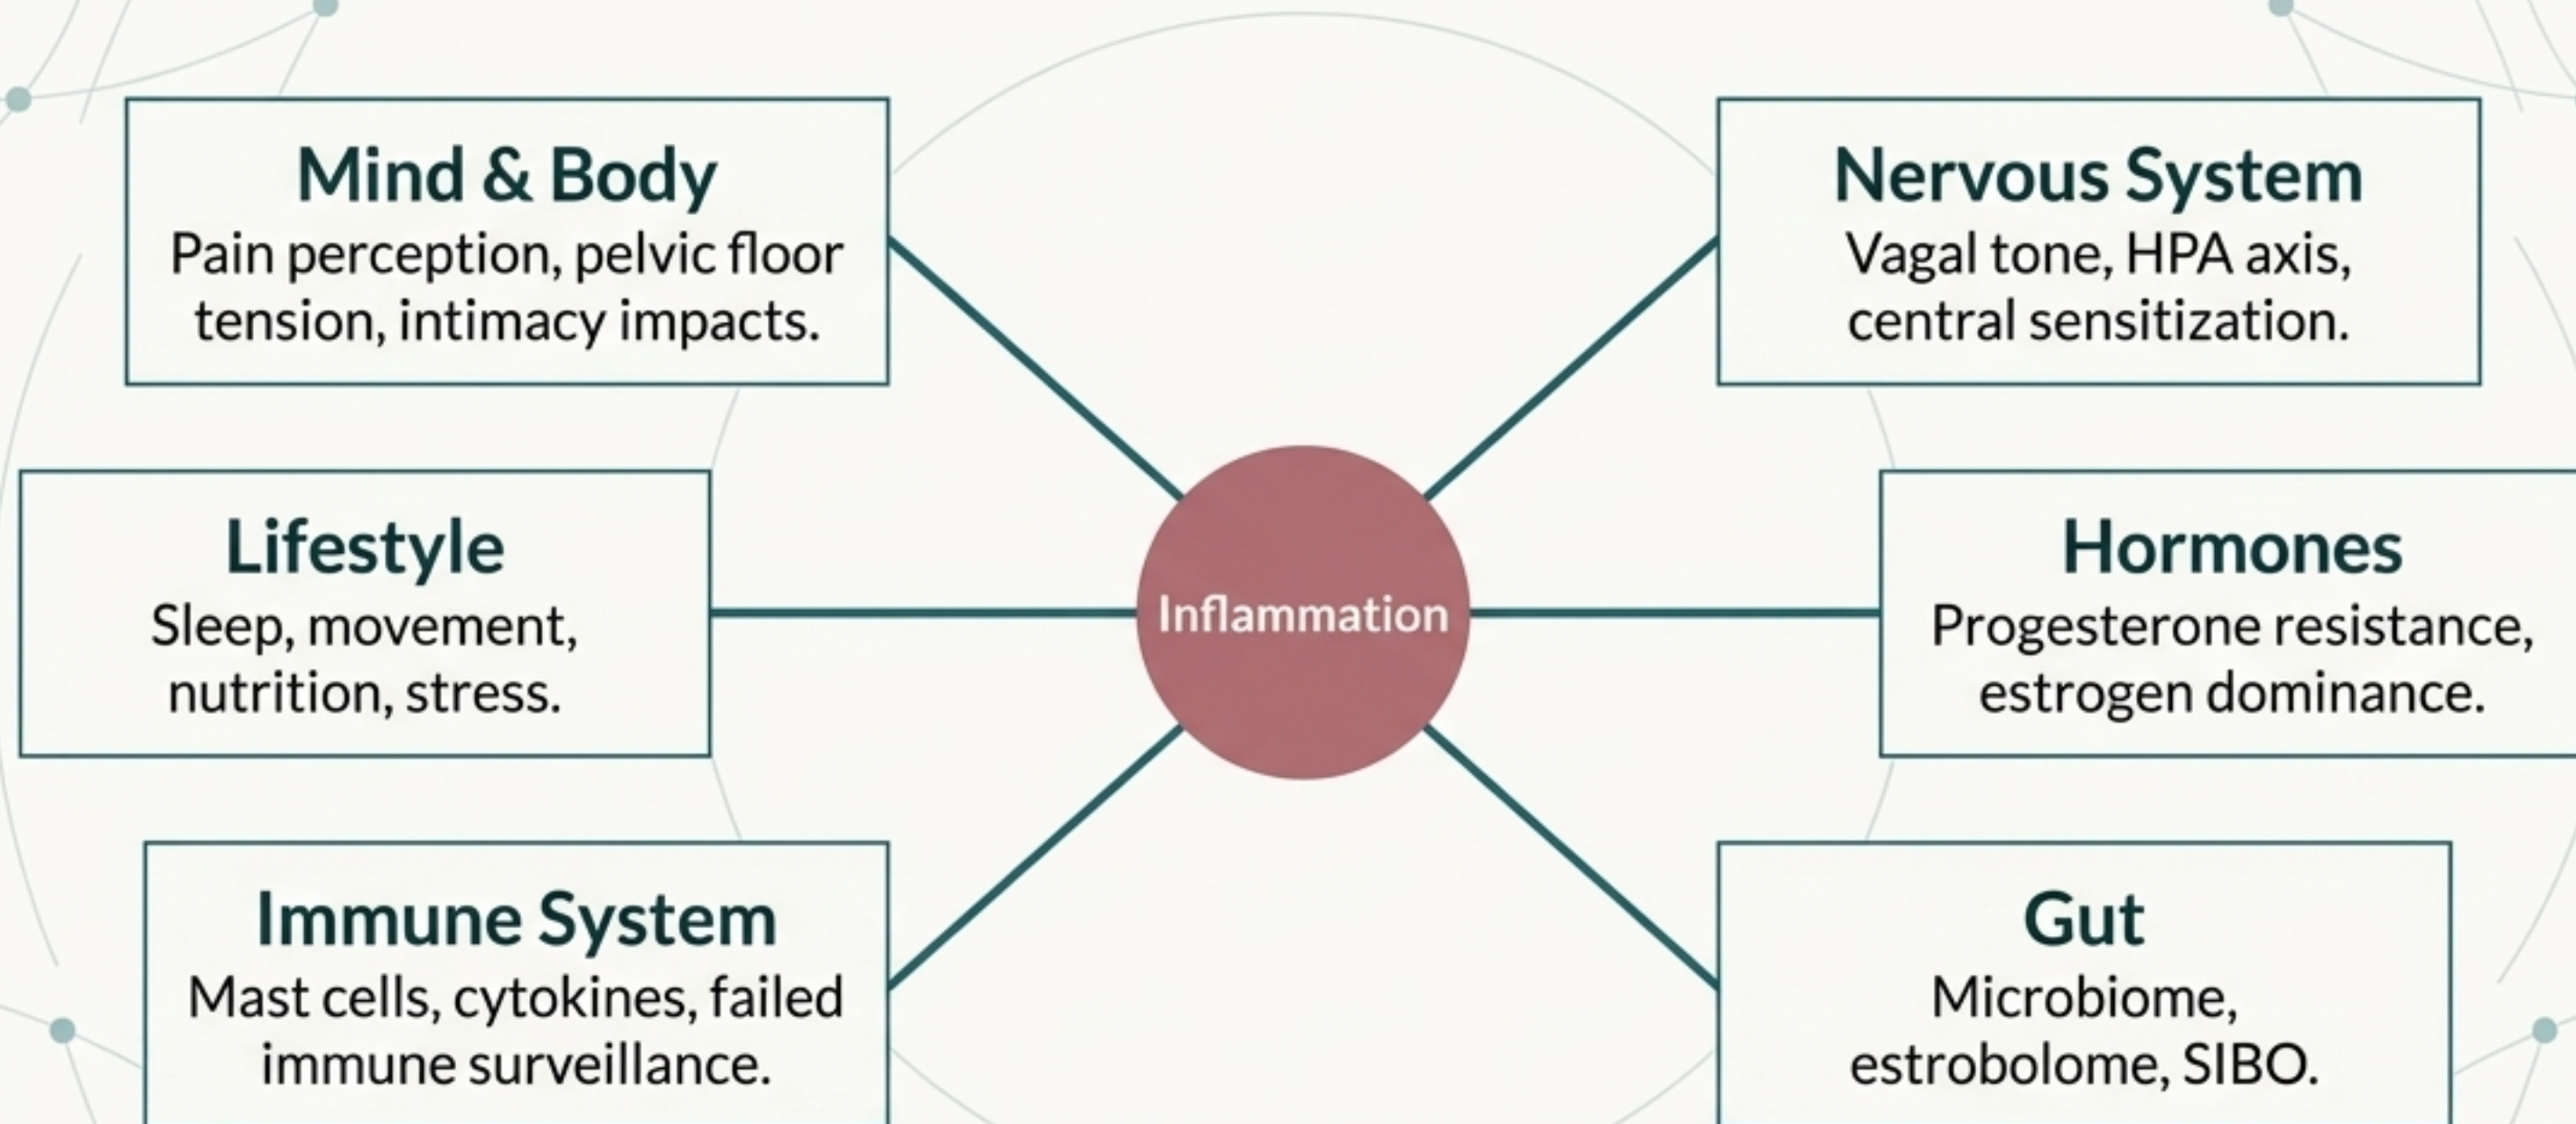 Mind & Body
Pain perception, pelvic floor
tension, intimacy impacts.
Nervous System
Vagal tone, HPA axis,
central sensitization.
Lifestyle
Sleep, movement,
nutrition, stress.
Inflammation
Hormones
Progesterone resistance,
estrogen dominance.
Immune System
Mast cells, cytokines, failed
immune surveillance.
Gut
Microbiome,
estrobolome, SIBO.